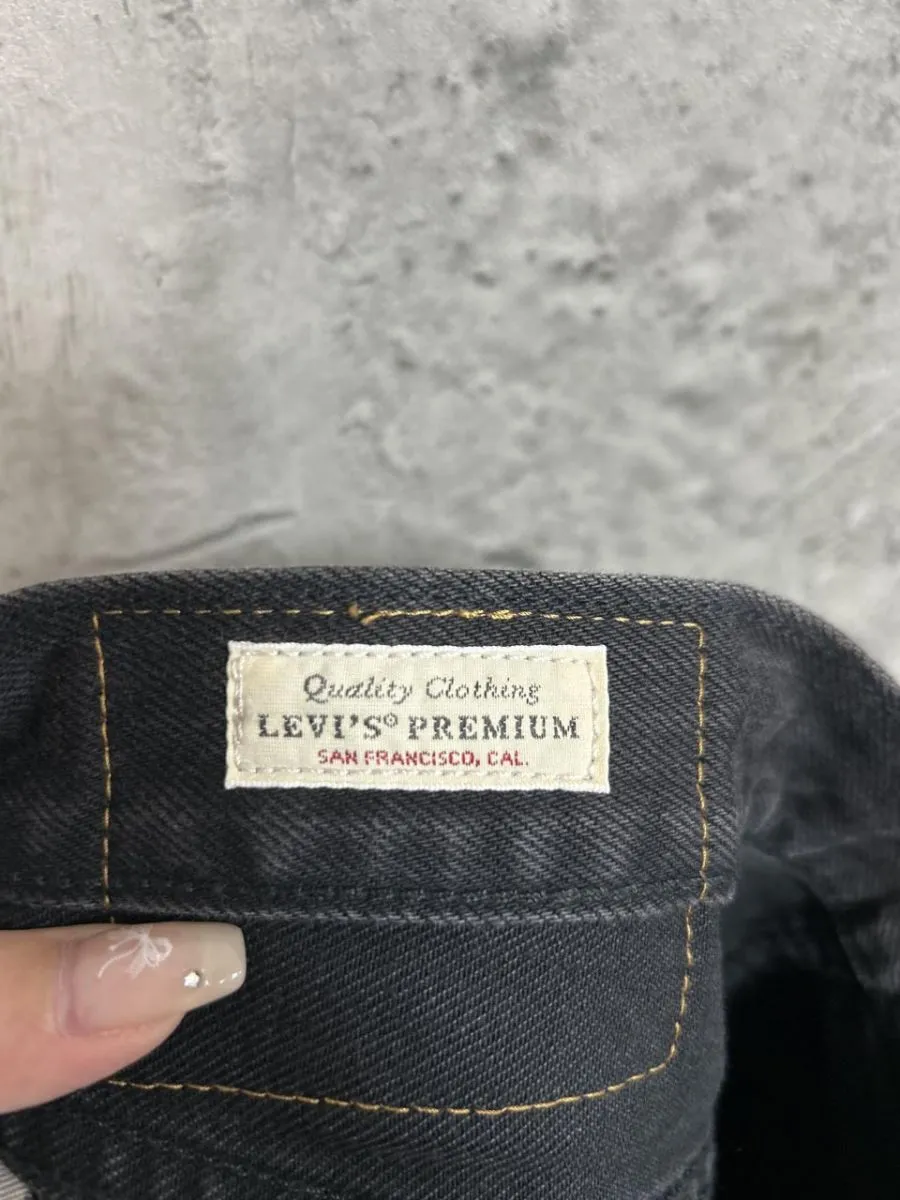 Quality Clothing
LEVI'S® PREMIUM
SAN FRANCISCO, CAL.